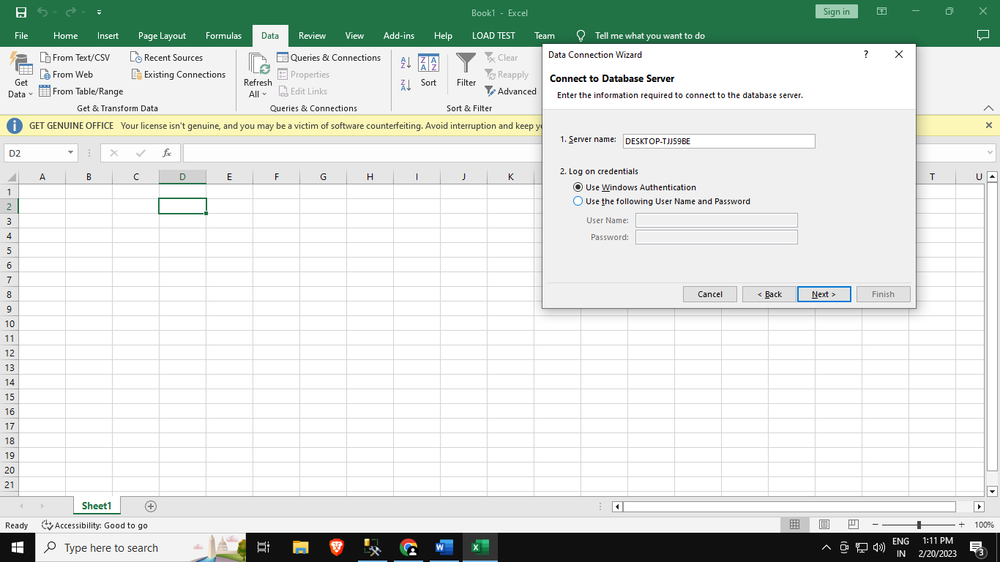 Book1 - Excel
Sign in
File Home Insert Page Layout Formulas Data Review View Add-ins Help LOAD TEST Team Tell me what you want to do
From Text/CSV
From Web
From Table/Range
Recent Sources
Existing Connections
Get
Data
Get & Transform Data
Refresh
All
Queries & Connections
Properties
Edit Links
Queries & Connections
Sort
Filter
Clear
Reapply
Advanced
Sort & Filter
GET GENUINE OFFICE Your license isn't genuine, and you may be a victim of software counterfeiting. Avoid interruption and keep
D2
fx
A B C D E F G H I J K T U
1
2
3
4
5
6
7
8
9
10
11
12
13
14
15
16
17
18
19
20
21
Data Connection Wizard ?
Connect to Database Server
Enter the information required to connect to the database server.
1. Server name: DESKTOP-TJJ59BE
2. Log on credentials
Use Windows Authentication
Use the following User Name and Password
User Name:
Password:
Cancel < Back Next > Finish
Sheet1
Ready Accessibility: Good to go 100%
Type here to search
ENG
IN
1:11 PM
2/20/2023
3